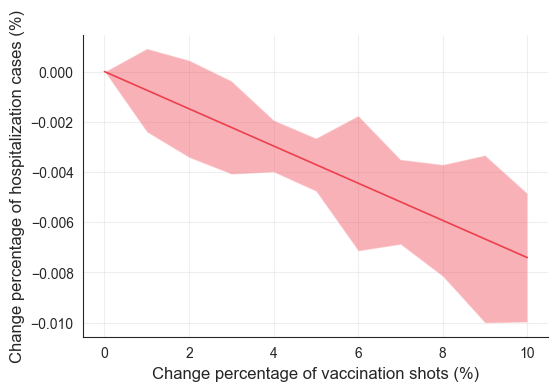 Change percentage of hospitalization cases (%)
0.000
−0.002
−0.004
−0.006
−0.008
−0.010
0 2 4 6 8 10
Change percentage of vaccination shots (%)